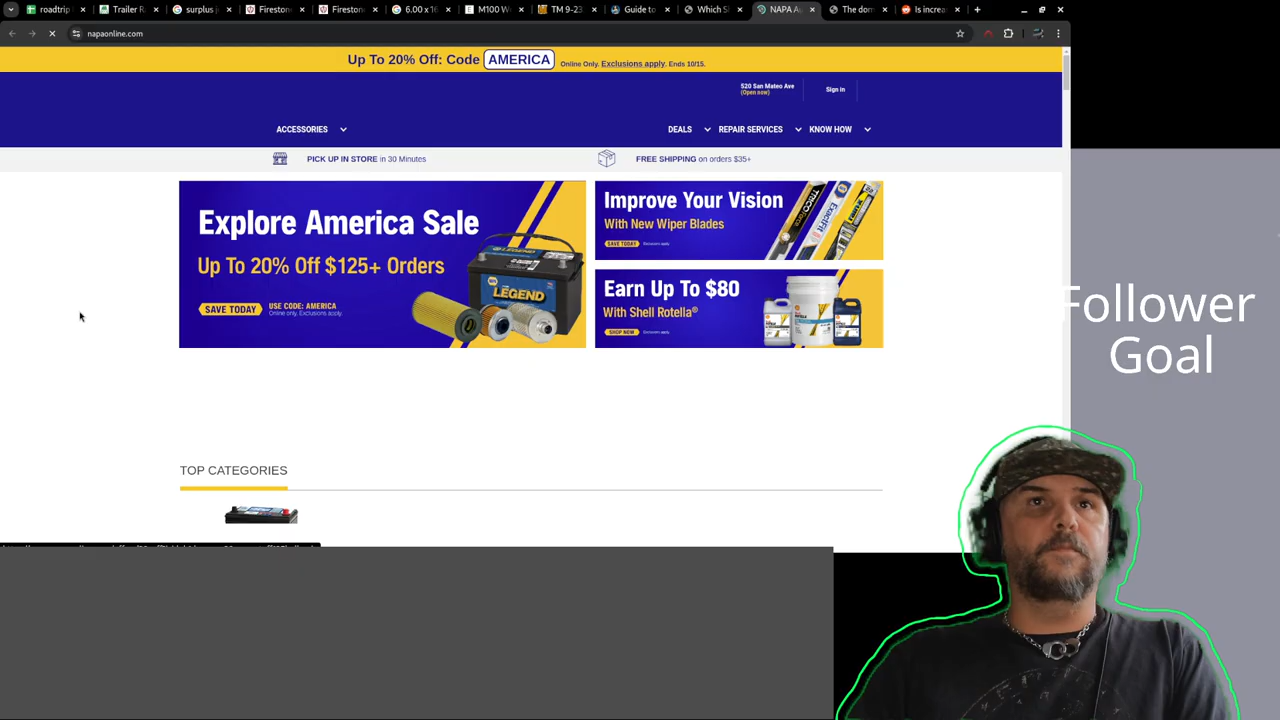 roadtrip
Trailer R
surplus j
Firestone
Firestone
6.00 x 16
M100 W
TM 9-23
Guide to
Which S
NAPA A
The dom
Is increa
napaonline.com
Up To 20% Off: Code AMERICA Online Only. Exclusions apply. Ends 10/15.
520 San Mateo Ave
(Open now)
Sign in
ACCESSORIES DEALS REPAIR SERVICES KNOW HOW
PICK UP IN STORE in 30 Minutes
FREE SHIPPING on orders $35+
Explore America Sale
Up To 20% Off $125+ Orders
SAVE TODAY
USE CODE: AMERICA
Online only. Exclusions apply.
LEGEND
Improve Your Vision
With New Wiper Blades
SAVE TODAY Exclusions apply.
TRICO
Exact Fit
Earn Up To $80
With Shell Rotella®
SHOP NOW Exclusions apply.
TOP CATEGORIES
Follower
Goal